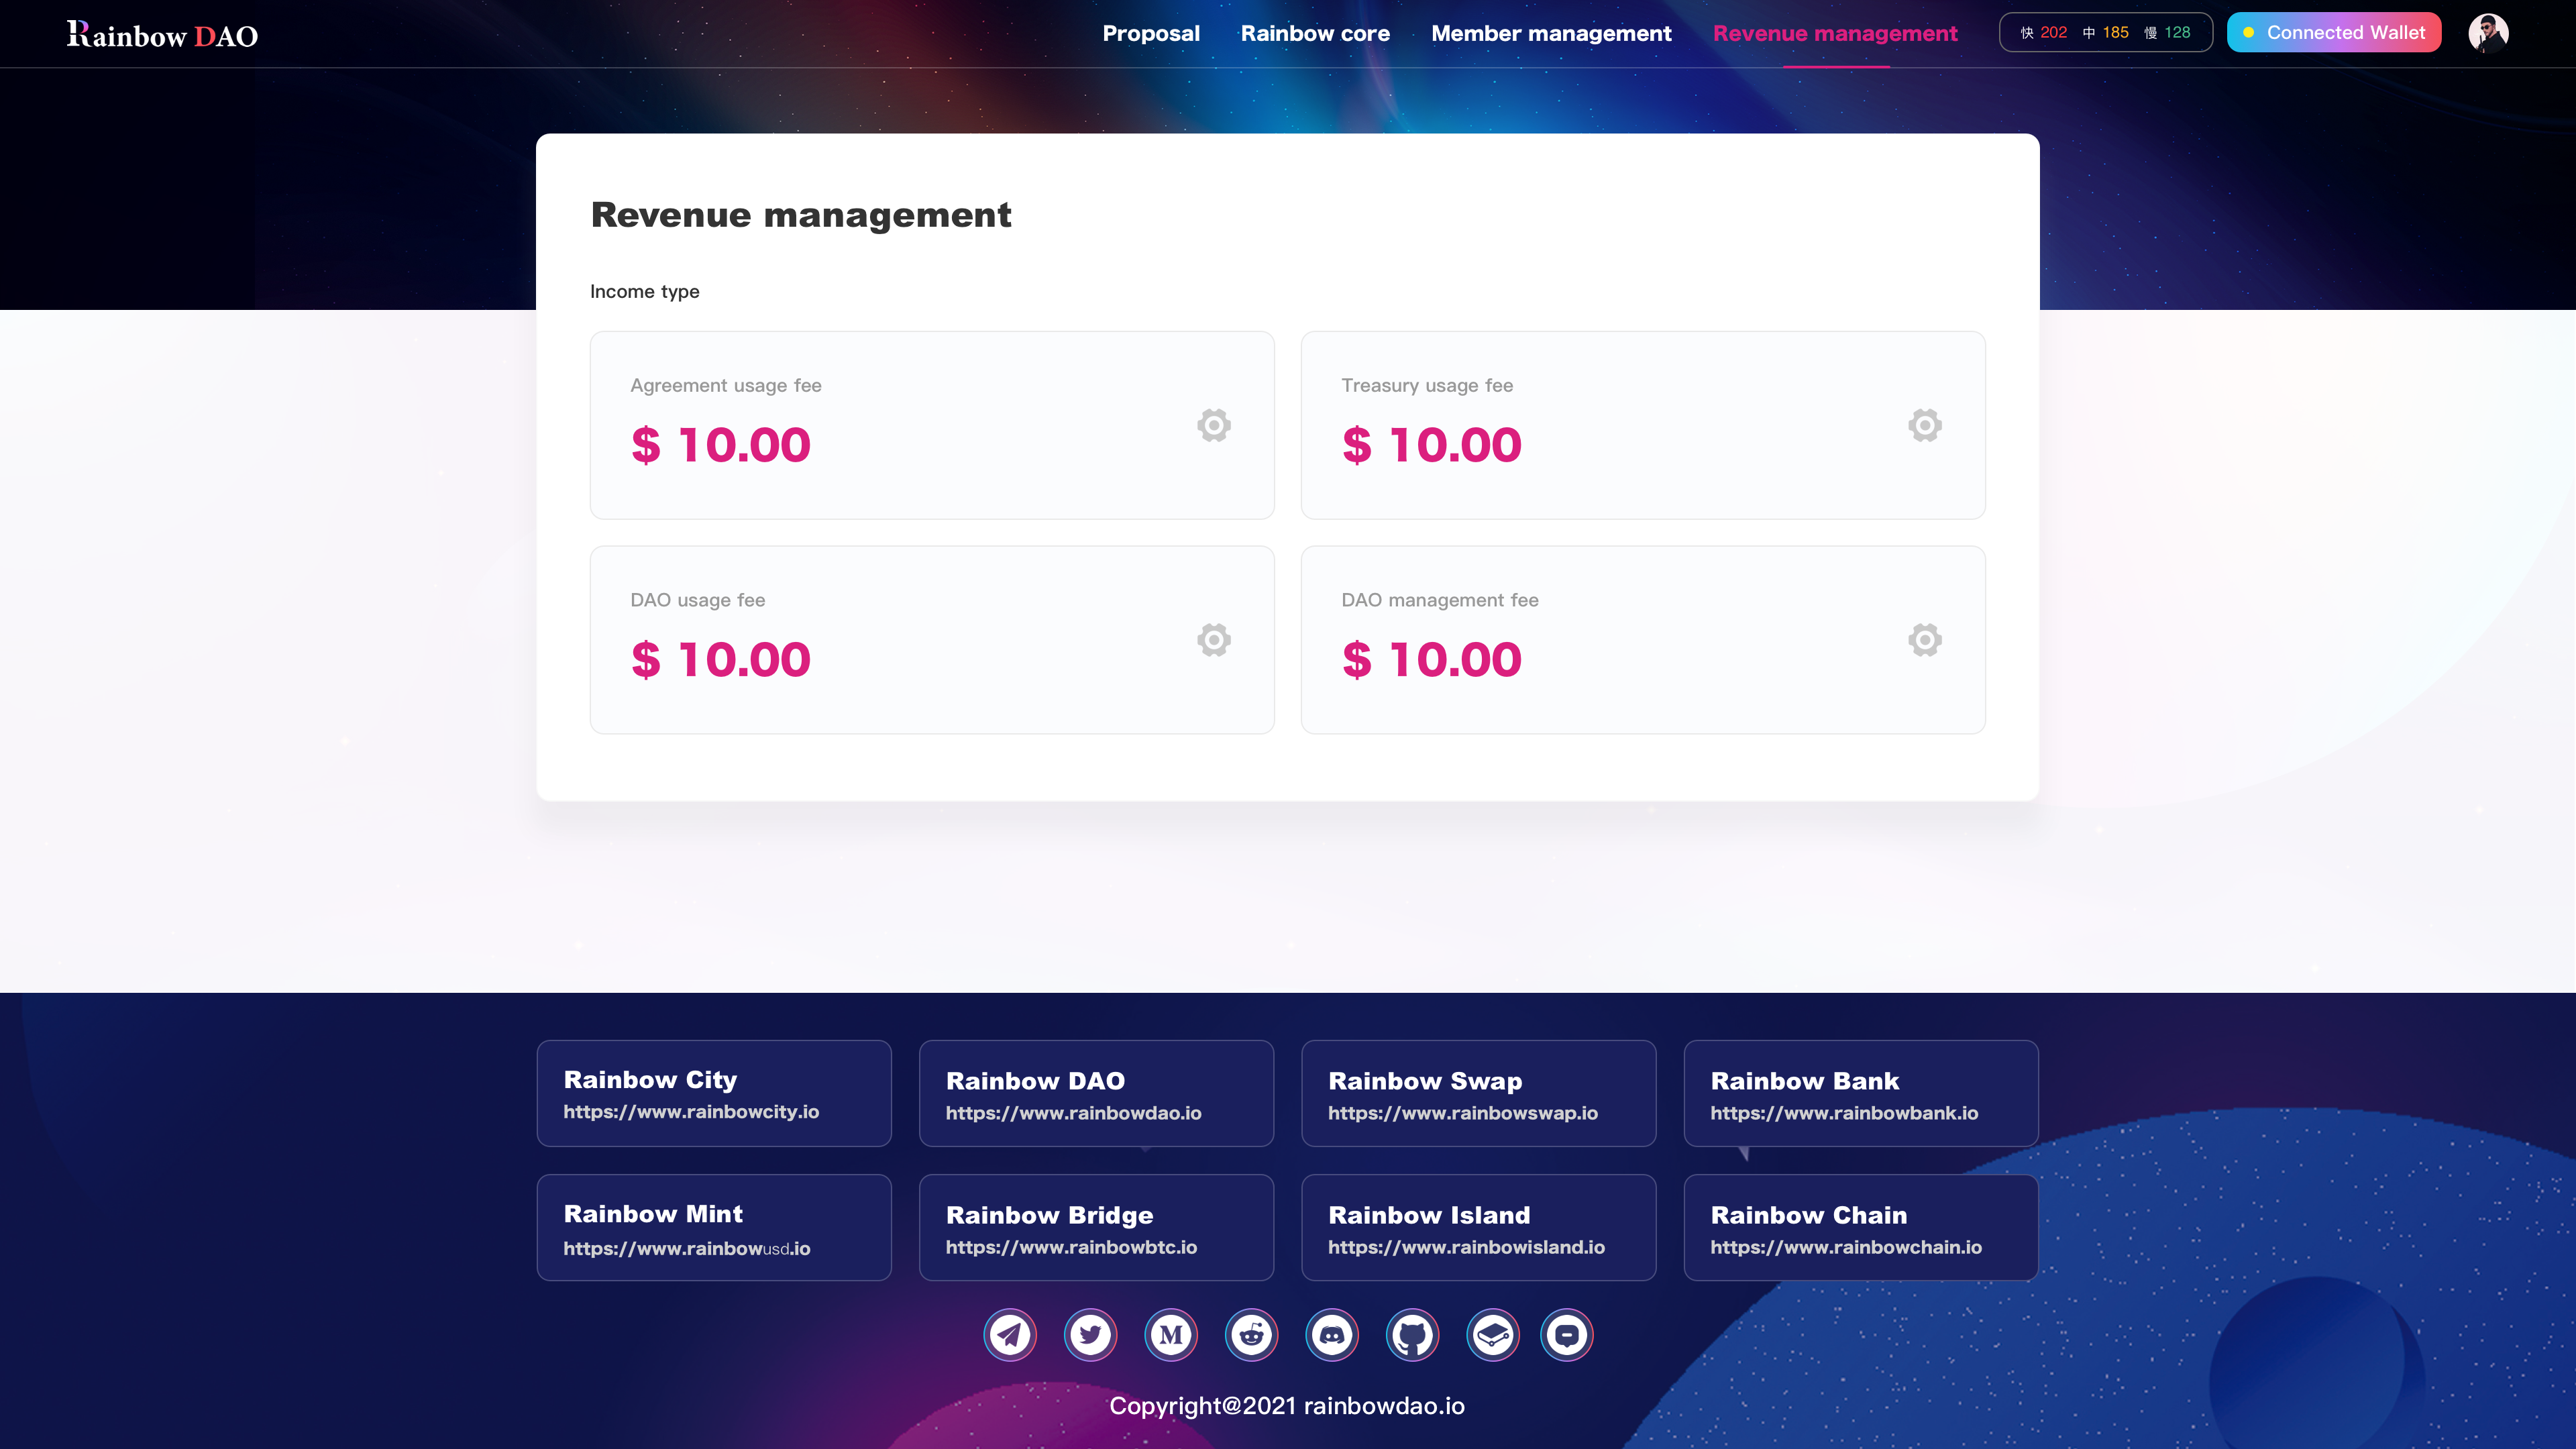 Rainbow DAO
Proposal
Rainbow core
Member management
Revenue management
快 202 中 185 慢 128
Connected Wallet
Revenue management
Income type
Agreement usage fee
$ 10.00
Treasury usage fee
$ 10.00
DAO usage fee
$ 10.00
DAO management fee
$ 10.00
Rainbow City
https://www.rainbowcity.io
Rainbow DAO
https://www.rainbowdao.io
Rainbow Swap
https://www.rainbowswap.io
Rainbow Bank
https://www.rainbowbank.io
Rainbow Mint
https://www.rainbowusd.io
Rainbow Bridge
https://www.rainbowbtc.io
Rainbow Island
https://www.rainbowisland.io
Rainbow Chain
https://www.rainbowchain.io
M
Copyright@2021 rainbowdao.io